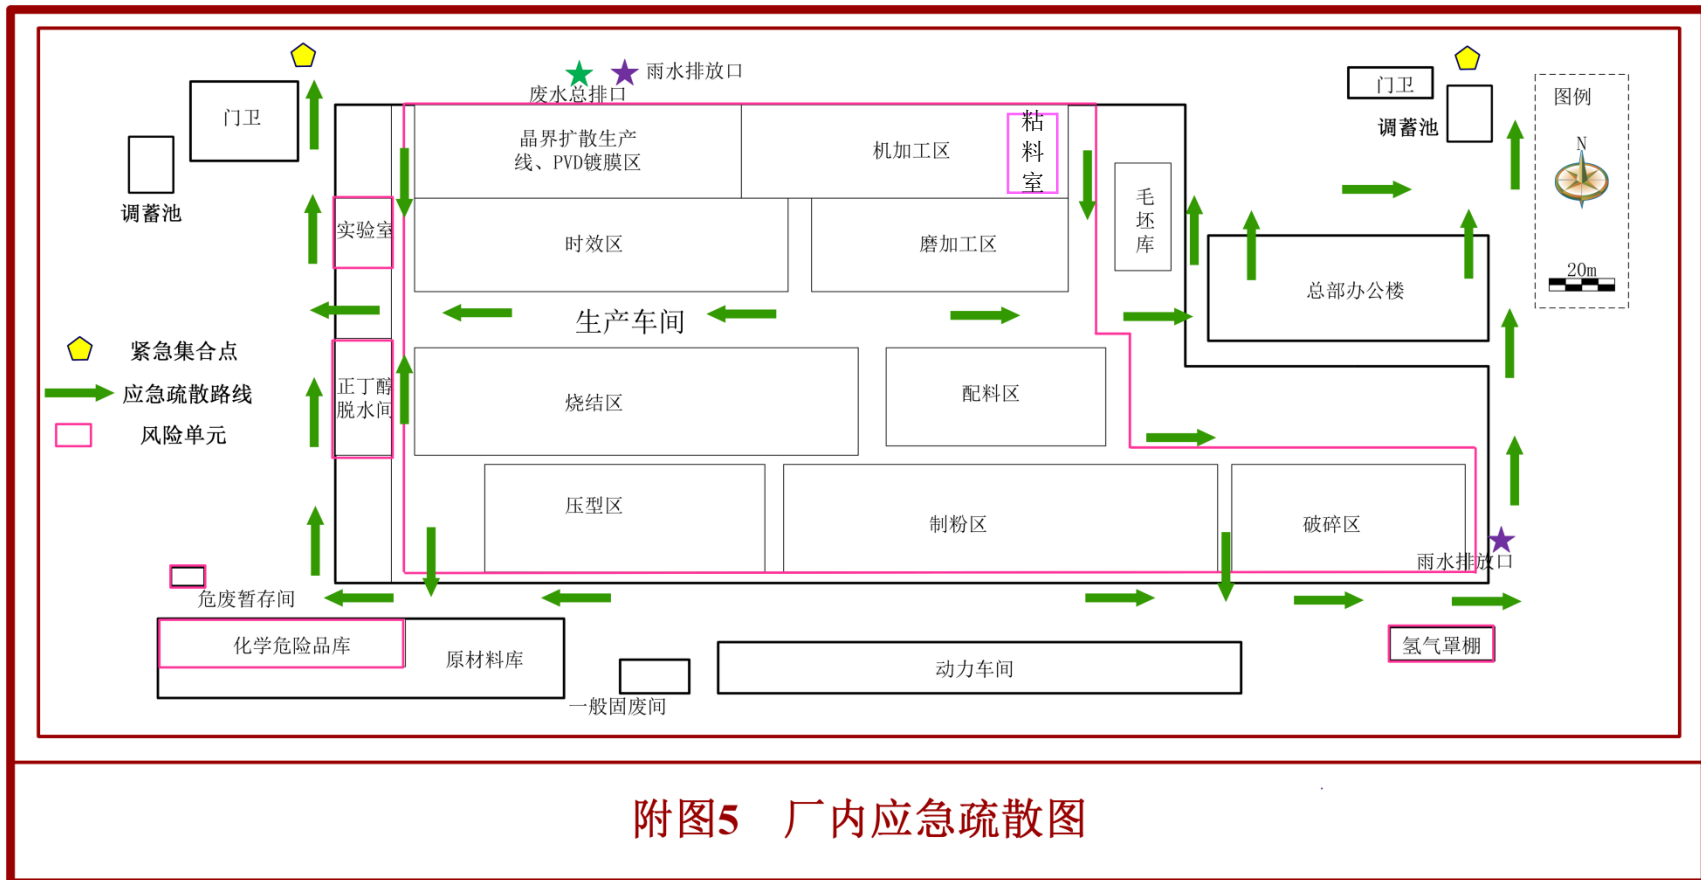 雨水排放口
废水总排口
门卫
门卫
图例
调蓄池
N
晶界扩散生产
线、PVD镀膜区
机加工区
粘
料
室
毛
坯
库
调蓄池
实验室
时效区
磨加工区
20m
总部办公楼
生产车间
紧急集合点
应急疏散路线
风险单元
正丁醇
脱水间
烧结区
配料区
压型区
制粉区
破碎区
雨水排放口
危废暂存间
化学危险品库
原材料库
一般固废间
动力车间
氢气罩棚
附图5 厂内应急疏散图